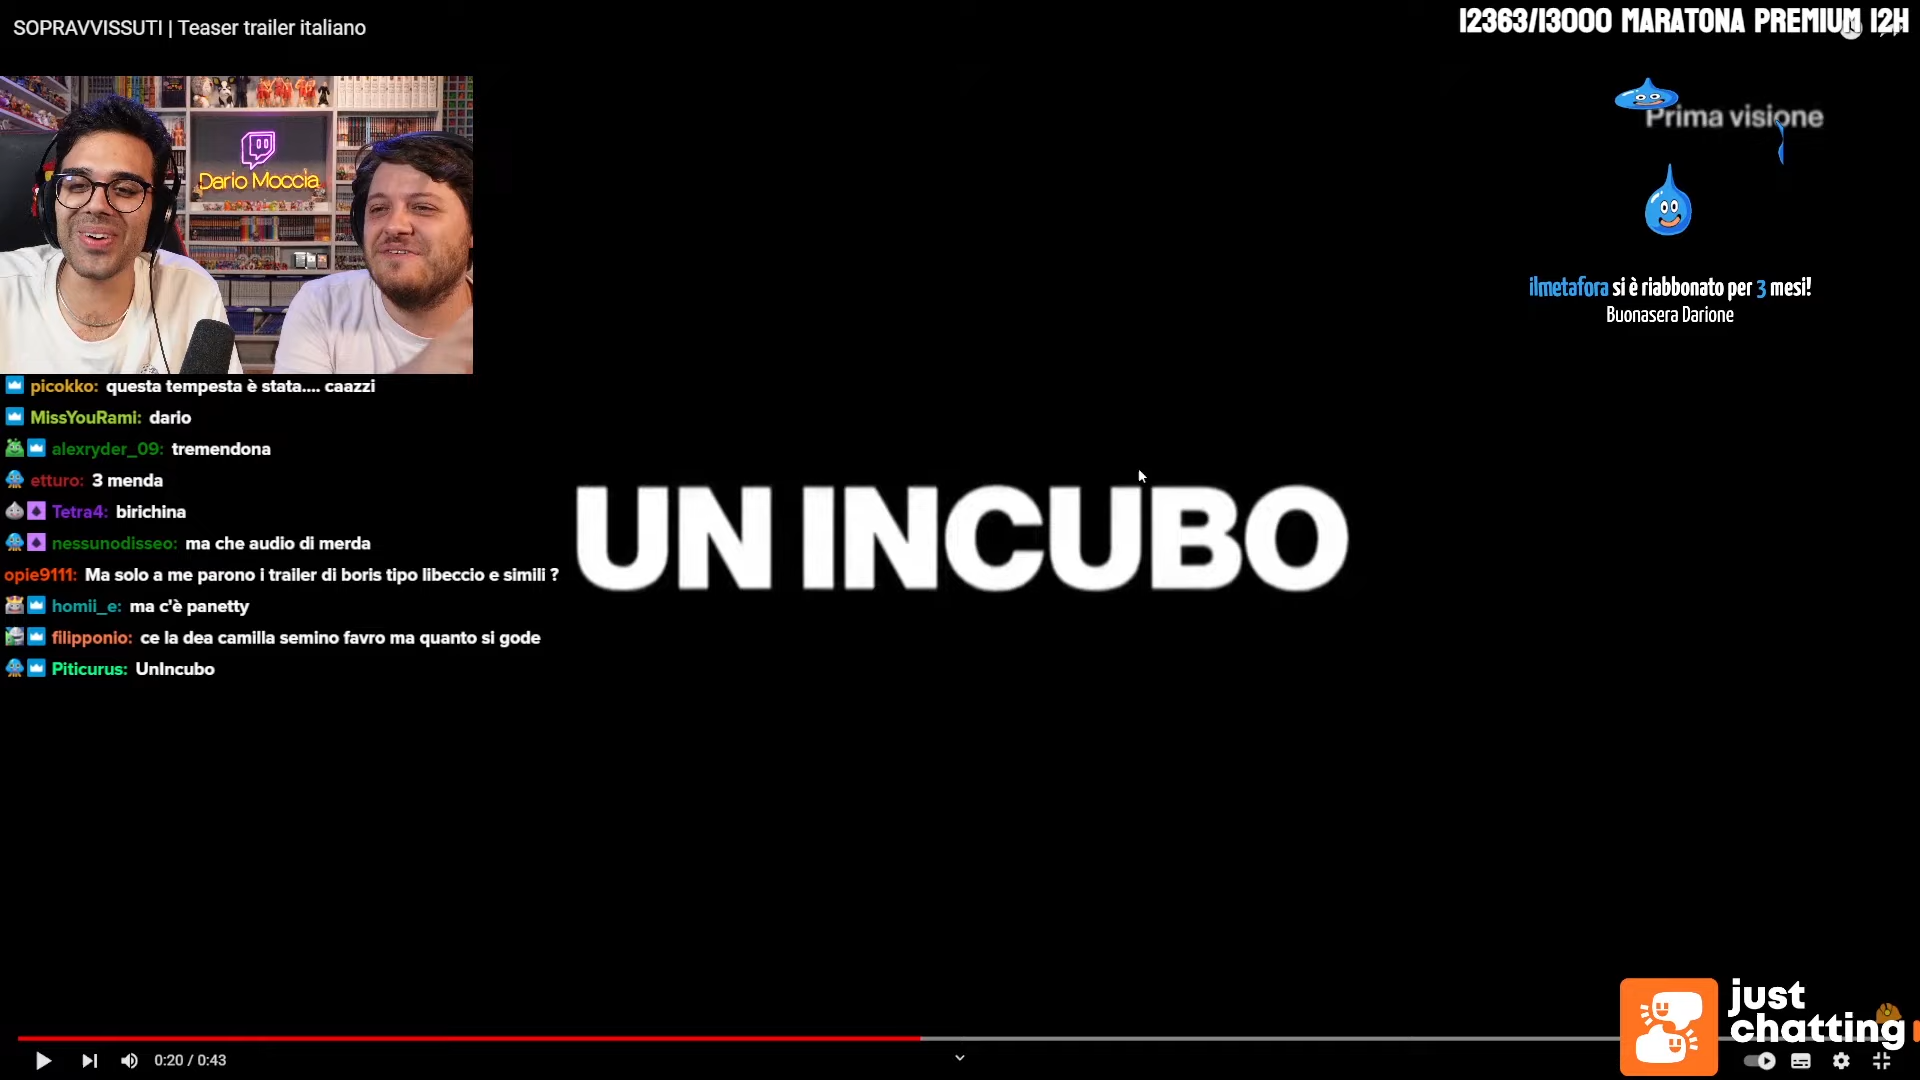 SOPRAVVISSUTI | Teaser trailer italiano
12363/13000 MARATONA PREMIUM 12H
Prima visione
Dario Moccia
ilmetafora si è riabbonato per 3 mesi!
Buonasera Darione
picokko: questa tempesta è stata.... caazzi
MissYouRami: dario
alexryder_09: tremendona
etturo: 3 menda
Tetra4: birichina
nessunodisseo: ma che audio di merda
opie9111: Ma solo a me parono i trailer di boris tipo libeccio e simili ?
homii_e: ma c'è panetty
filipponio: ce la dea camilla semino favro ma quanto si gode
Piticurus: UnIncubo
UN INCUBO
just
chatting
0:20 / 0:43